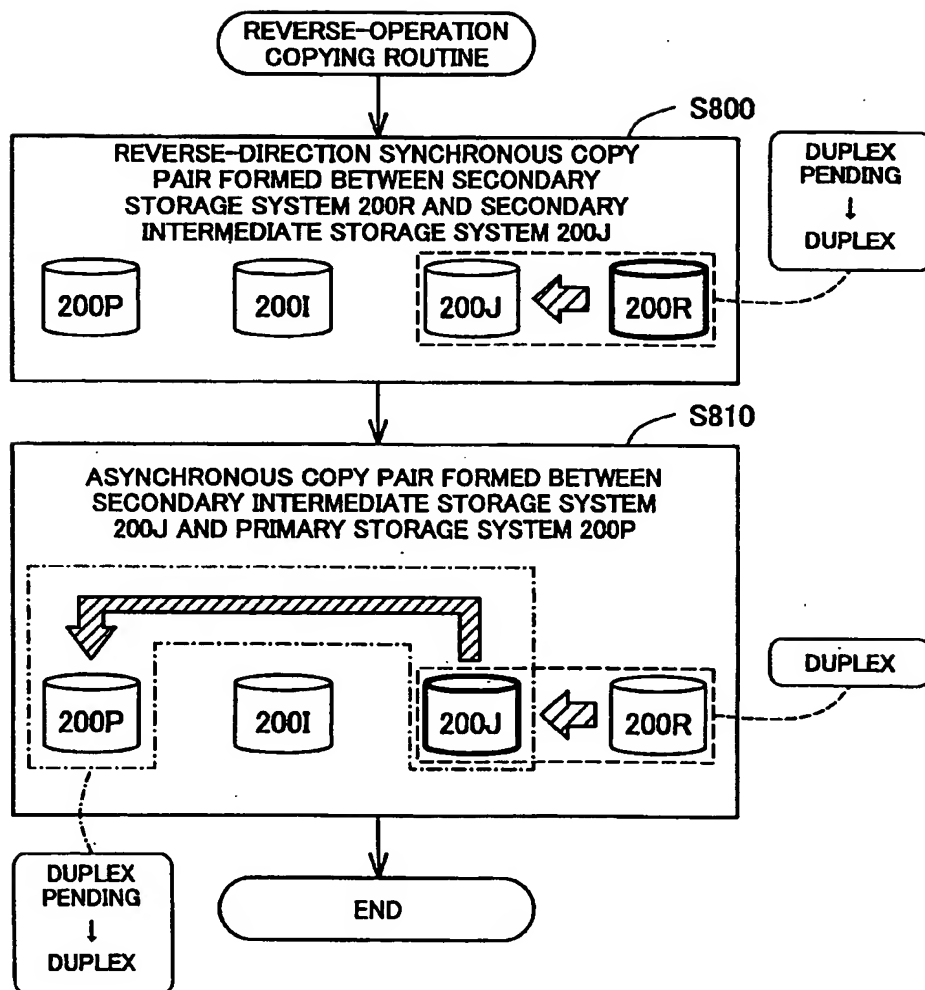 REVERSE-OPERATION
COPYING ROUTINE
S800
REVERSE-DIRECTION SYNCHRONOUS COPY
PAIR FORMED BETWEEN SECONDARY
STORAGE SYSTEM 200R AND SECONDARY
INTERMEDIATE STORAGE SYSTEM 200J
DUPLEX
PENDING
↓
DUPLEX
200P
200I
200J
200R
S810
ASYNCHRONOUS COPY PAIR FORMED BETWEEN
SECONDARY INTERMEDIATE STORAGE SYSTEM
200J AND PRIMARY STORAGE SYSTEM 200P
DUPLEX
200P
200I
200J
200R
DUPLEX
PENDING
↓
DUPLEX
END